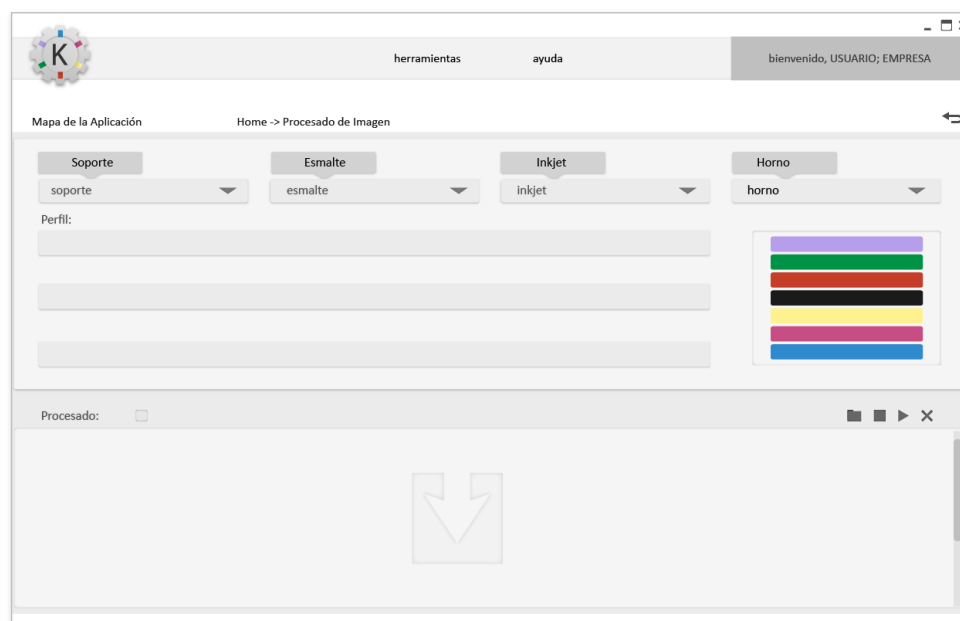 K
herramientas ayuda bienvenido, USUARIO; EMPRESA
Mapa de la Aplicación Home -> Procesado de Imagen
Soporte Esmalte Inkjet Horno
soporte esmalte inkjet horno
Perfil:
Procesado: